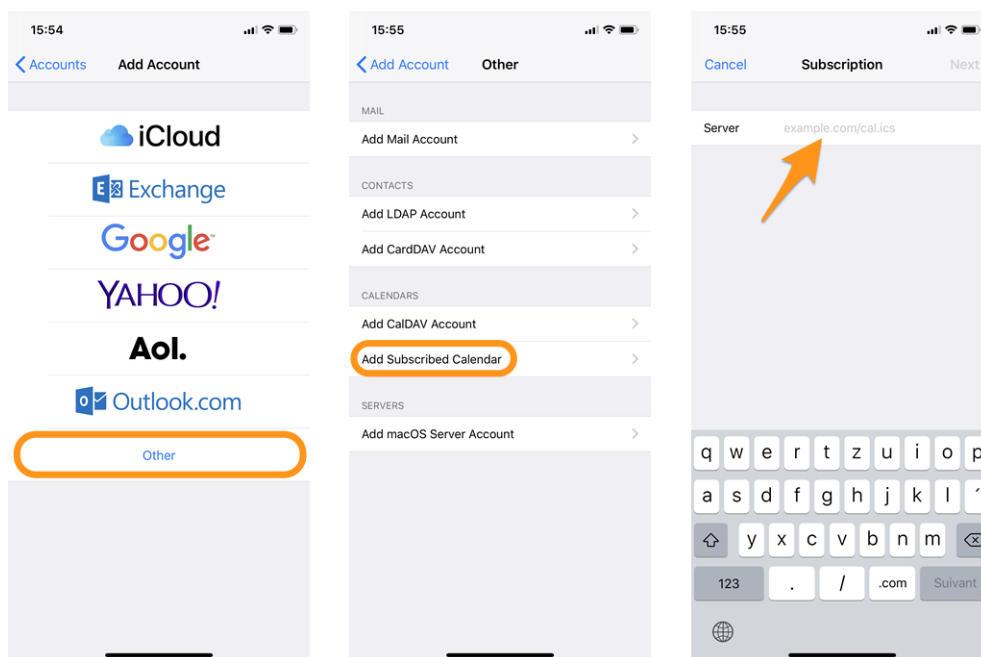 15:54
Accounts
Add Account
iCloud
E Exchange
Google
YAHOO!
Aol.
o Outlook.com
Other
15:55
Add Account
Other
MAIL
Add Mail Account
CONTACTS
Add LDAP Account
Add CardDAV Account
CALENDARS
Add CalDAV Account
Add Subscribed Calendar
SERVERS
Add macOS Server Account
15:55
Cancel
Subscription
Next
Server
example.com/cal.ics
q w e r t z u i o p
a s d f g h j k l ´
y x c v b n m
123 . / .com Suivant